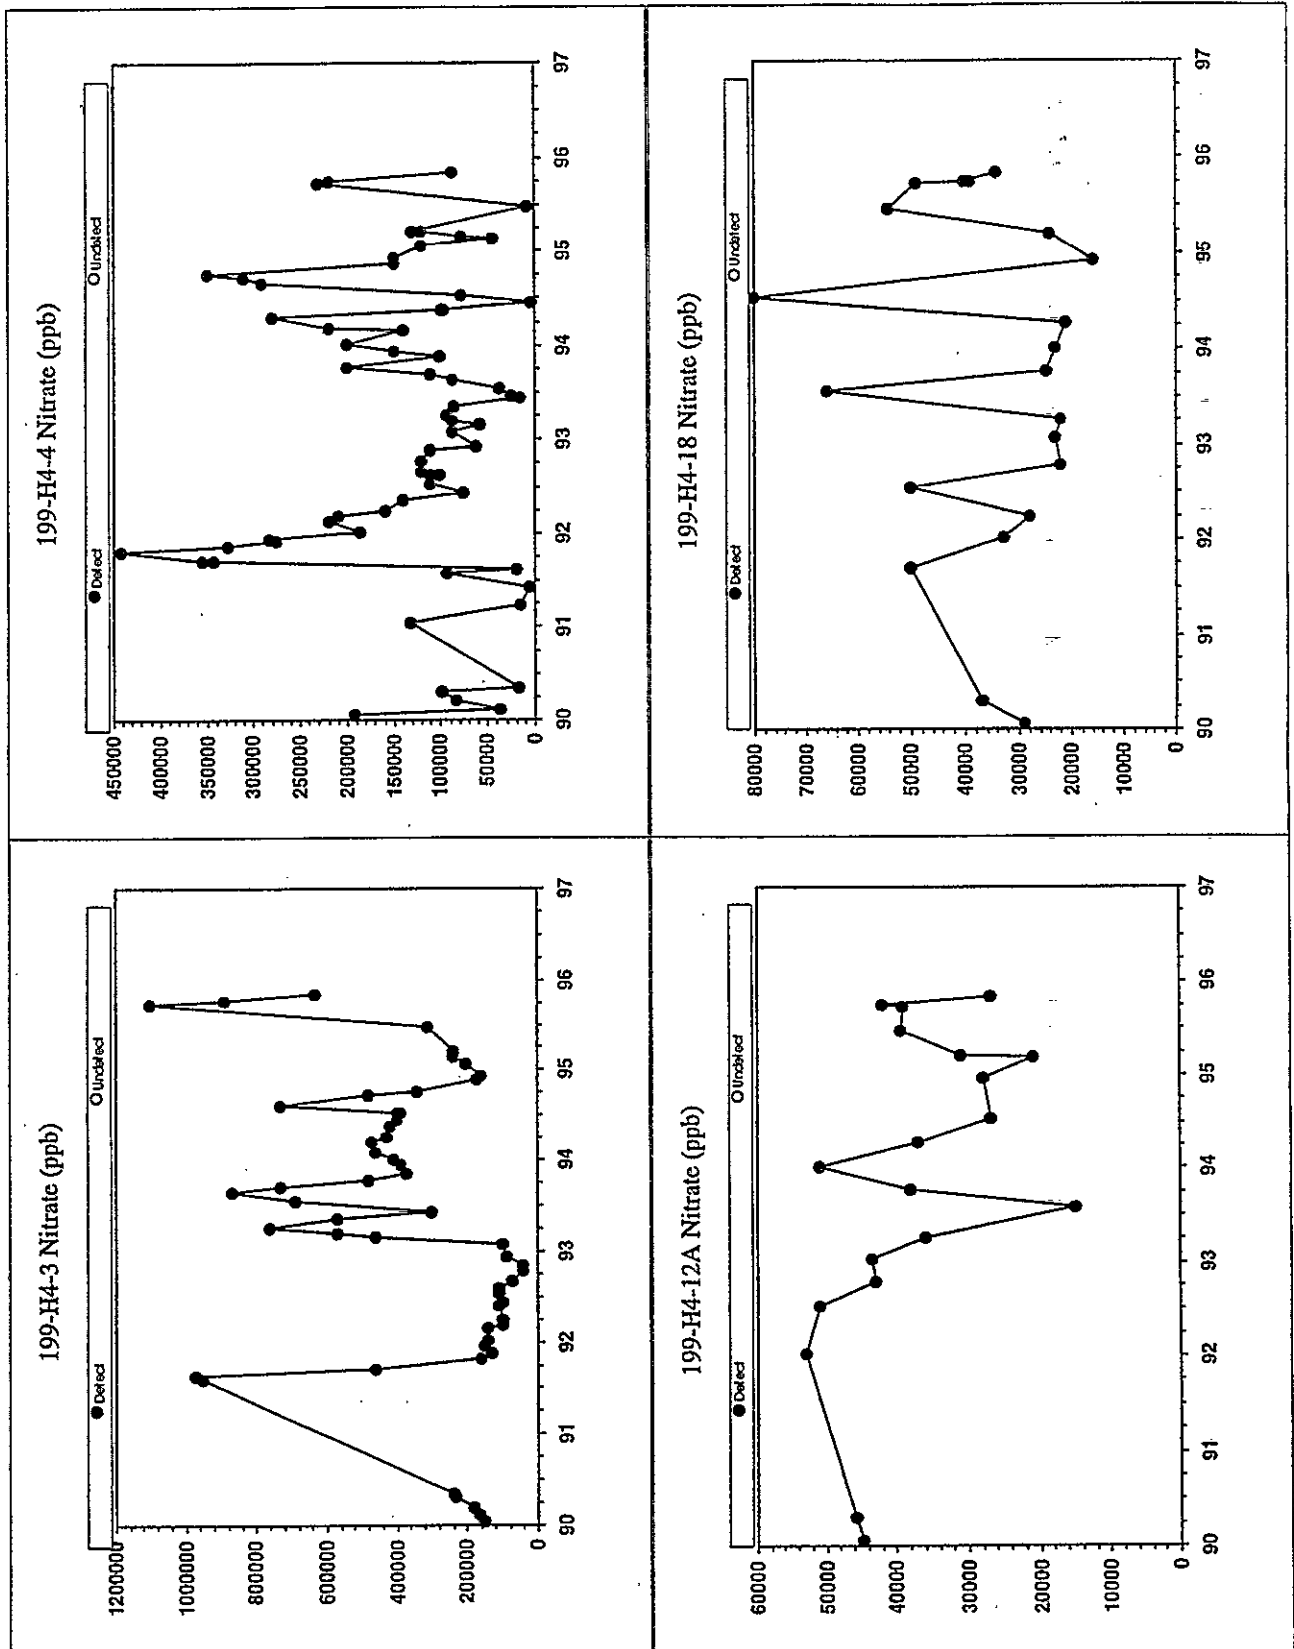 199-H4-3 Nitrate (ppb)
Detect Undetect
1200000
1000000
800000
600000
400000
200000
0
90 91 92 93 94 95 96 97
199-H4-4 Nitrate (ppb)
Detect Undetect
450000
400000
350000
300000
250000
200000
150000
100000
50000
0
90 91 92 93 94 95 96 97
199-H4-12A Nitrate (ppb)
Detect Undetect
60000
50000
40000
30000
20000
10000
0
90 91 92 93 94 95 96 97
199-H4-18 Nitrate (ppb)
Detect Undetect
80000
70000
60000
50000
40000
30000
20000
10000
0
90 91 92 93 94 95 96 97